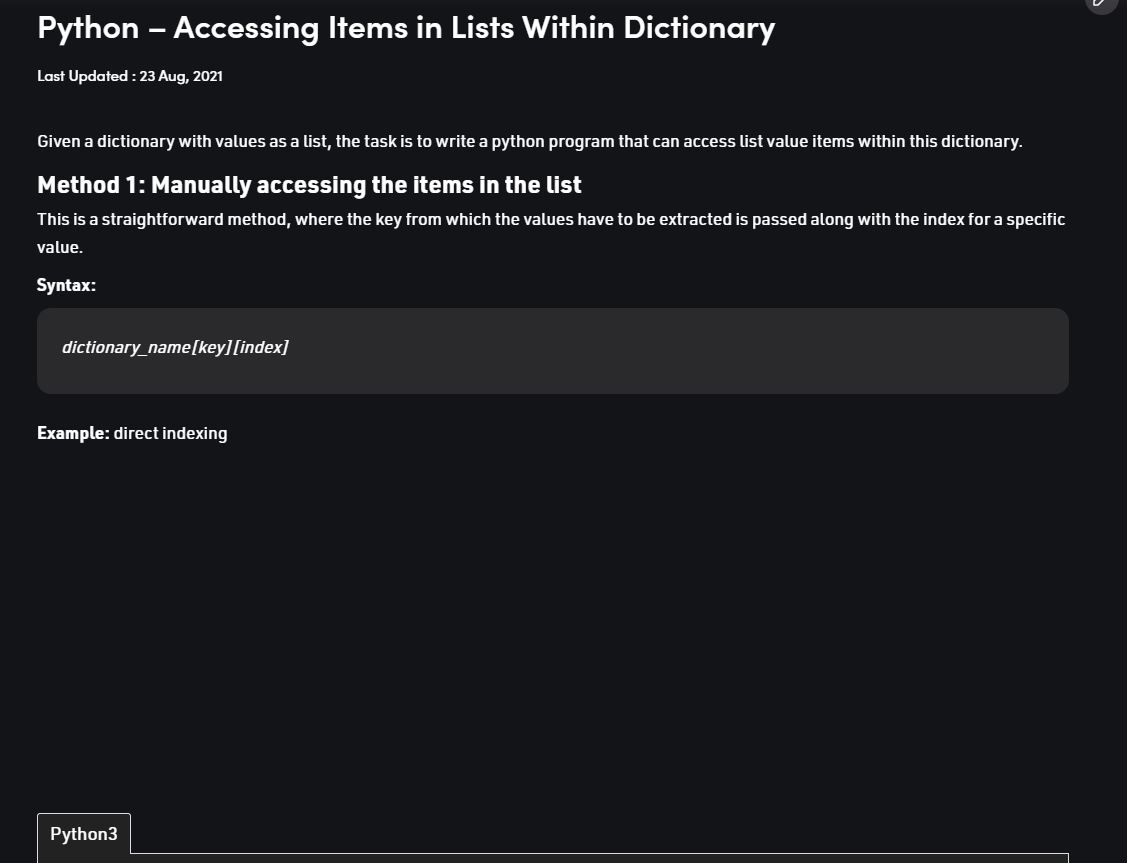 Python – Accessing Items in Lists Within Dictionary
Last Updated : 23 Aug, 2021
Given a dictionary with values as a list, the task is to write a python program that can access list value items within this dictionary.
Method 1: Manually accessing the items in the list
This is a straightforward method, where the key from which the values have to be extracted is passed along with the index for a specific
value.
Syntax:
dictionary_name[key][index]
Example: direct indexing
Python3